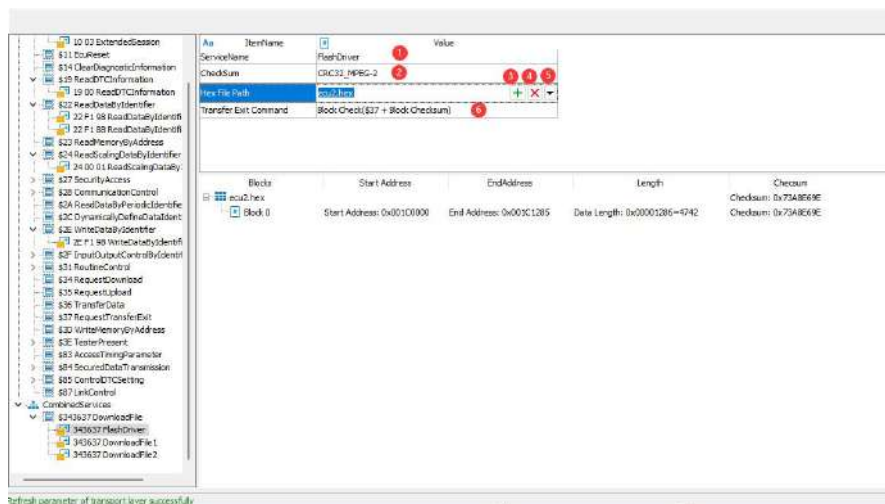 10 03 ExtendedSession
$11 EcuReset
$14 ClearDiagnosticInformation
$19 ReadDTCInformation
19 00 ReadDTCInformation
$22 ReadDataByIdentifier
22 F1 98 ReadDataByIdentifi
22 F1 8B ReadDataByIdentifi
$23 ReadMemoryByAddress
$24 ReadScalingDataByIdentifier
24 00 01 ReadScalingDataBy
$27 SecurityAccess
$28 CommunicationControl
$2A ReadDataByPeriodicIdentifie
$2C DynamicallyDefineDataIdent
$2E WriteDataByIdentifier
2E F1 98 WriteDataByIdentifi
$2F InputOutputControlByIdenti
$31 RoutineControl
$34 RequestDownload
$35 RequestUpload
$36 TransferData
$37 RequestTransferExit
$3D WriteMemoryByAddress
$3E TesterPresent
$83 AccessTimingParameter
$84 SecuredDataTransmission
$85 ControlDTCSetting
$87 LinkControl
CombinedServices
$343637 DownloadFile
343637 FlashDriver
343637 DownloadFile1
343637 DownloadFile2
Aa ItemName Value
ServiceName FlashDriver 1
CheckSum CRC32_MPEG-2 2
Hex File Path ecu2.hex 3 4 5
Transfer Exit Command Block Check($37 + Block Checksum) 6
Blocks Start Address EndAddress Length Checsum
ecu2.hex Checksum: 0x73A8E69E
Block 0 Start Address: 0x001C0000 End Address: 0x001C1285 Data Length: 0x00001286=4742 Checksum: 0x73A8E69E
Refresh parameter of transport layer successfully